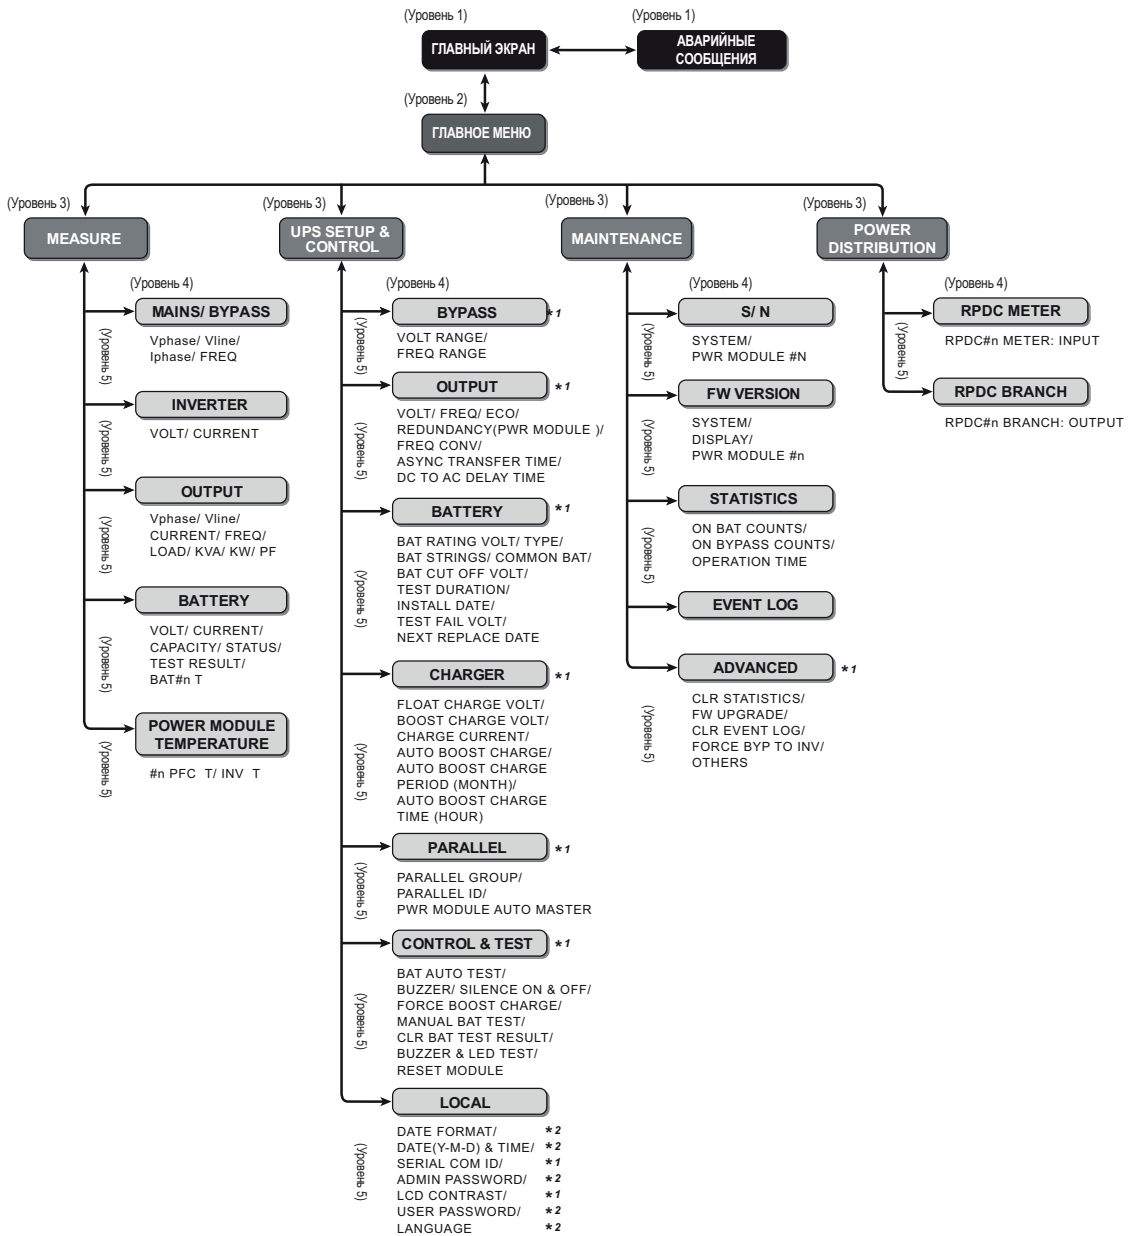 (Уровень 1)
ГЛАВНЫЙ ЭКРАН
(Уровень 1)
АВАРИЙНЫЕ
СООБЩЕНИЯ
(Уровень 2)
ГЛАВНОЕ МЕНЮ
(Уровень 3)
MEASURE
(Уровень 4)
MAINS/ BYPASS
(Уровень 5)
Vphase/ Vline/
Iphase/ FREQ
INVERTER
(Уровень 5)
VOLT/ CURRENT
OUTPUT
(Уровень 5)
Vphase/ Vline/
CURRENT/ FREQ/
LOAD/ KVA/ KW/ PF
BATTERY
(Уровень 5)
VOLT/ CURRENT/
CAPACITY/ STATUS/
TEST RESULT/
BAT#n T
POWER MODULE
TEMPERATURE
(Уровень 5)
#n PFC T/ INV T
(Уровень 3)
UPS SETUP &
CONTROL
(Уровень 4)
BYPASS *1
(Уровень 5)
VOLT RANGE/
FREQ RANGE
OUTPUT *1
(Уровень 5)
VOLT/ FREQ/ ECO/
REDUNDANCY(PWR MODULE )/
FREQ CONV/
ASYNC TRANSFER TIME/
DC TO AC DELAY TIME
BATTERY *1
(Уровень 5)
BAT RATING VOLT/ TYPE/
BAT STRINGS/ COMMON BAT/
BAT CUT OFF VOLT/
TEST DURATION/
INSTALL DATE/
TEST FAIL VOLT/
NEXT REPLACE DATE
CHARGER *1
(Уровень 5)
FLOAT CHARGE VOLT/
BOOST CHARGE VOLT/
CHARGE CURRENT/
AUTO BOOST CHARGE/
AUTO BOOST CHARGE
PERIOD (MONTH)/
AUTO BOOST CHARGE
TIME (HOUR)
PARALLEL *1
(Уровень 5)
PARALLEL GROUP/
PARALLEL ID/
PWR MODULE AUTO MASTER
CONTROL & TEST *1
(Уровень 5)
BAT AUTO TEST/
BUZZER/ SILENCE ON & OFF/
FORCE BOOST CHARGE/
MANUAL BAT TEST/
CLR BAT TEST RESULT/
BUZZER & LED TEST/
RESET MODULE
LOCAL
(Уровень 5)
DATE FORMAT/ *2
DATE(Y-M-D) & TIME/ *2
SERIAL COM ID/ *1
ADMIN PASSWORD/ *2
LCD CONTRAST/ *1
USER PASSWORD/ *2
LANGUAGE *2
(Уровень 3)
MAINTENANCE
(Уровень 4)
S/ N
(Уровень 5)
SYSTEM/
PWR MODULE #N
FW VERSION
(Уровень 5)
SYSTEM/
DISPLAY/
PWR MODULE #n
STATISTICS
(Уровень 5)
ON BAT COUNTS/
ON BYPASS COUNTS/
OPERATION TIME
EVENT LOG
ADVANCED *1
(Уровень 5)
CLR STATISTICS/
FW UPGRADE/
CLR EVENT LOG/
FORCE BYP TO INV/
OTHERS
(Уровень 3)
POWER
DISTRIBUTION
(Уровень 4)
RPDC METER
(Уровень 5)
RPDC#n METER: INPUT
RPDC BRANCH
RPDC#n BRANCH: OUTPUT